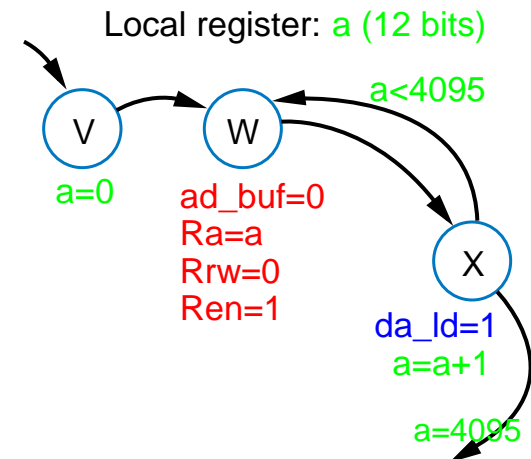 Local register: a (12 bits)
a<4095
V
W
a=0
ad_buf=0
Ra=a
Rrw=0
Ren=1
X
da_ld=1
a=a+1
a=4095